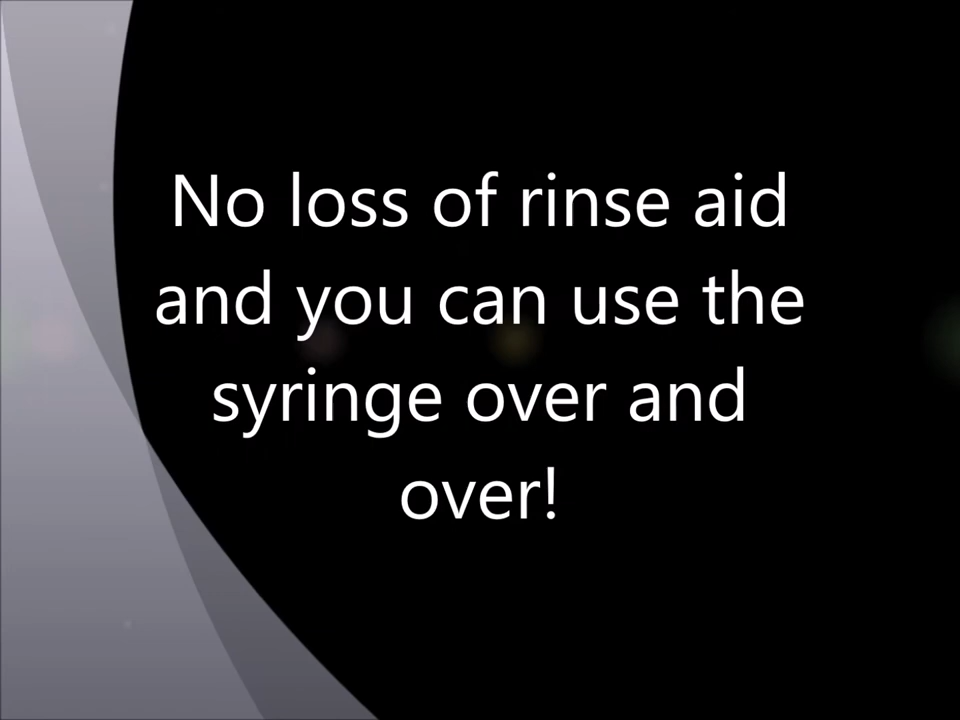 No loss of rinse aid
and you can use the
syringe over and
over!